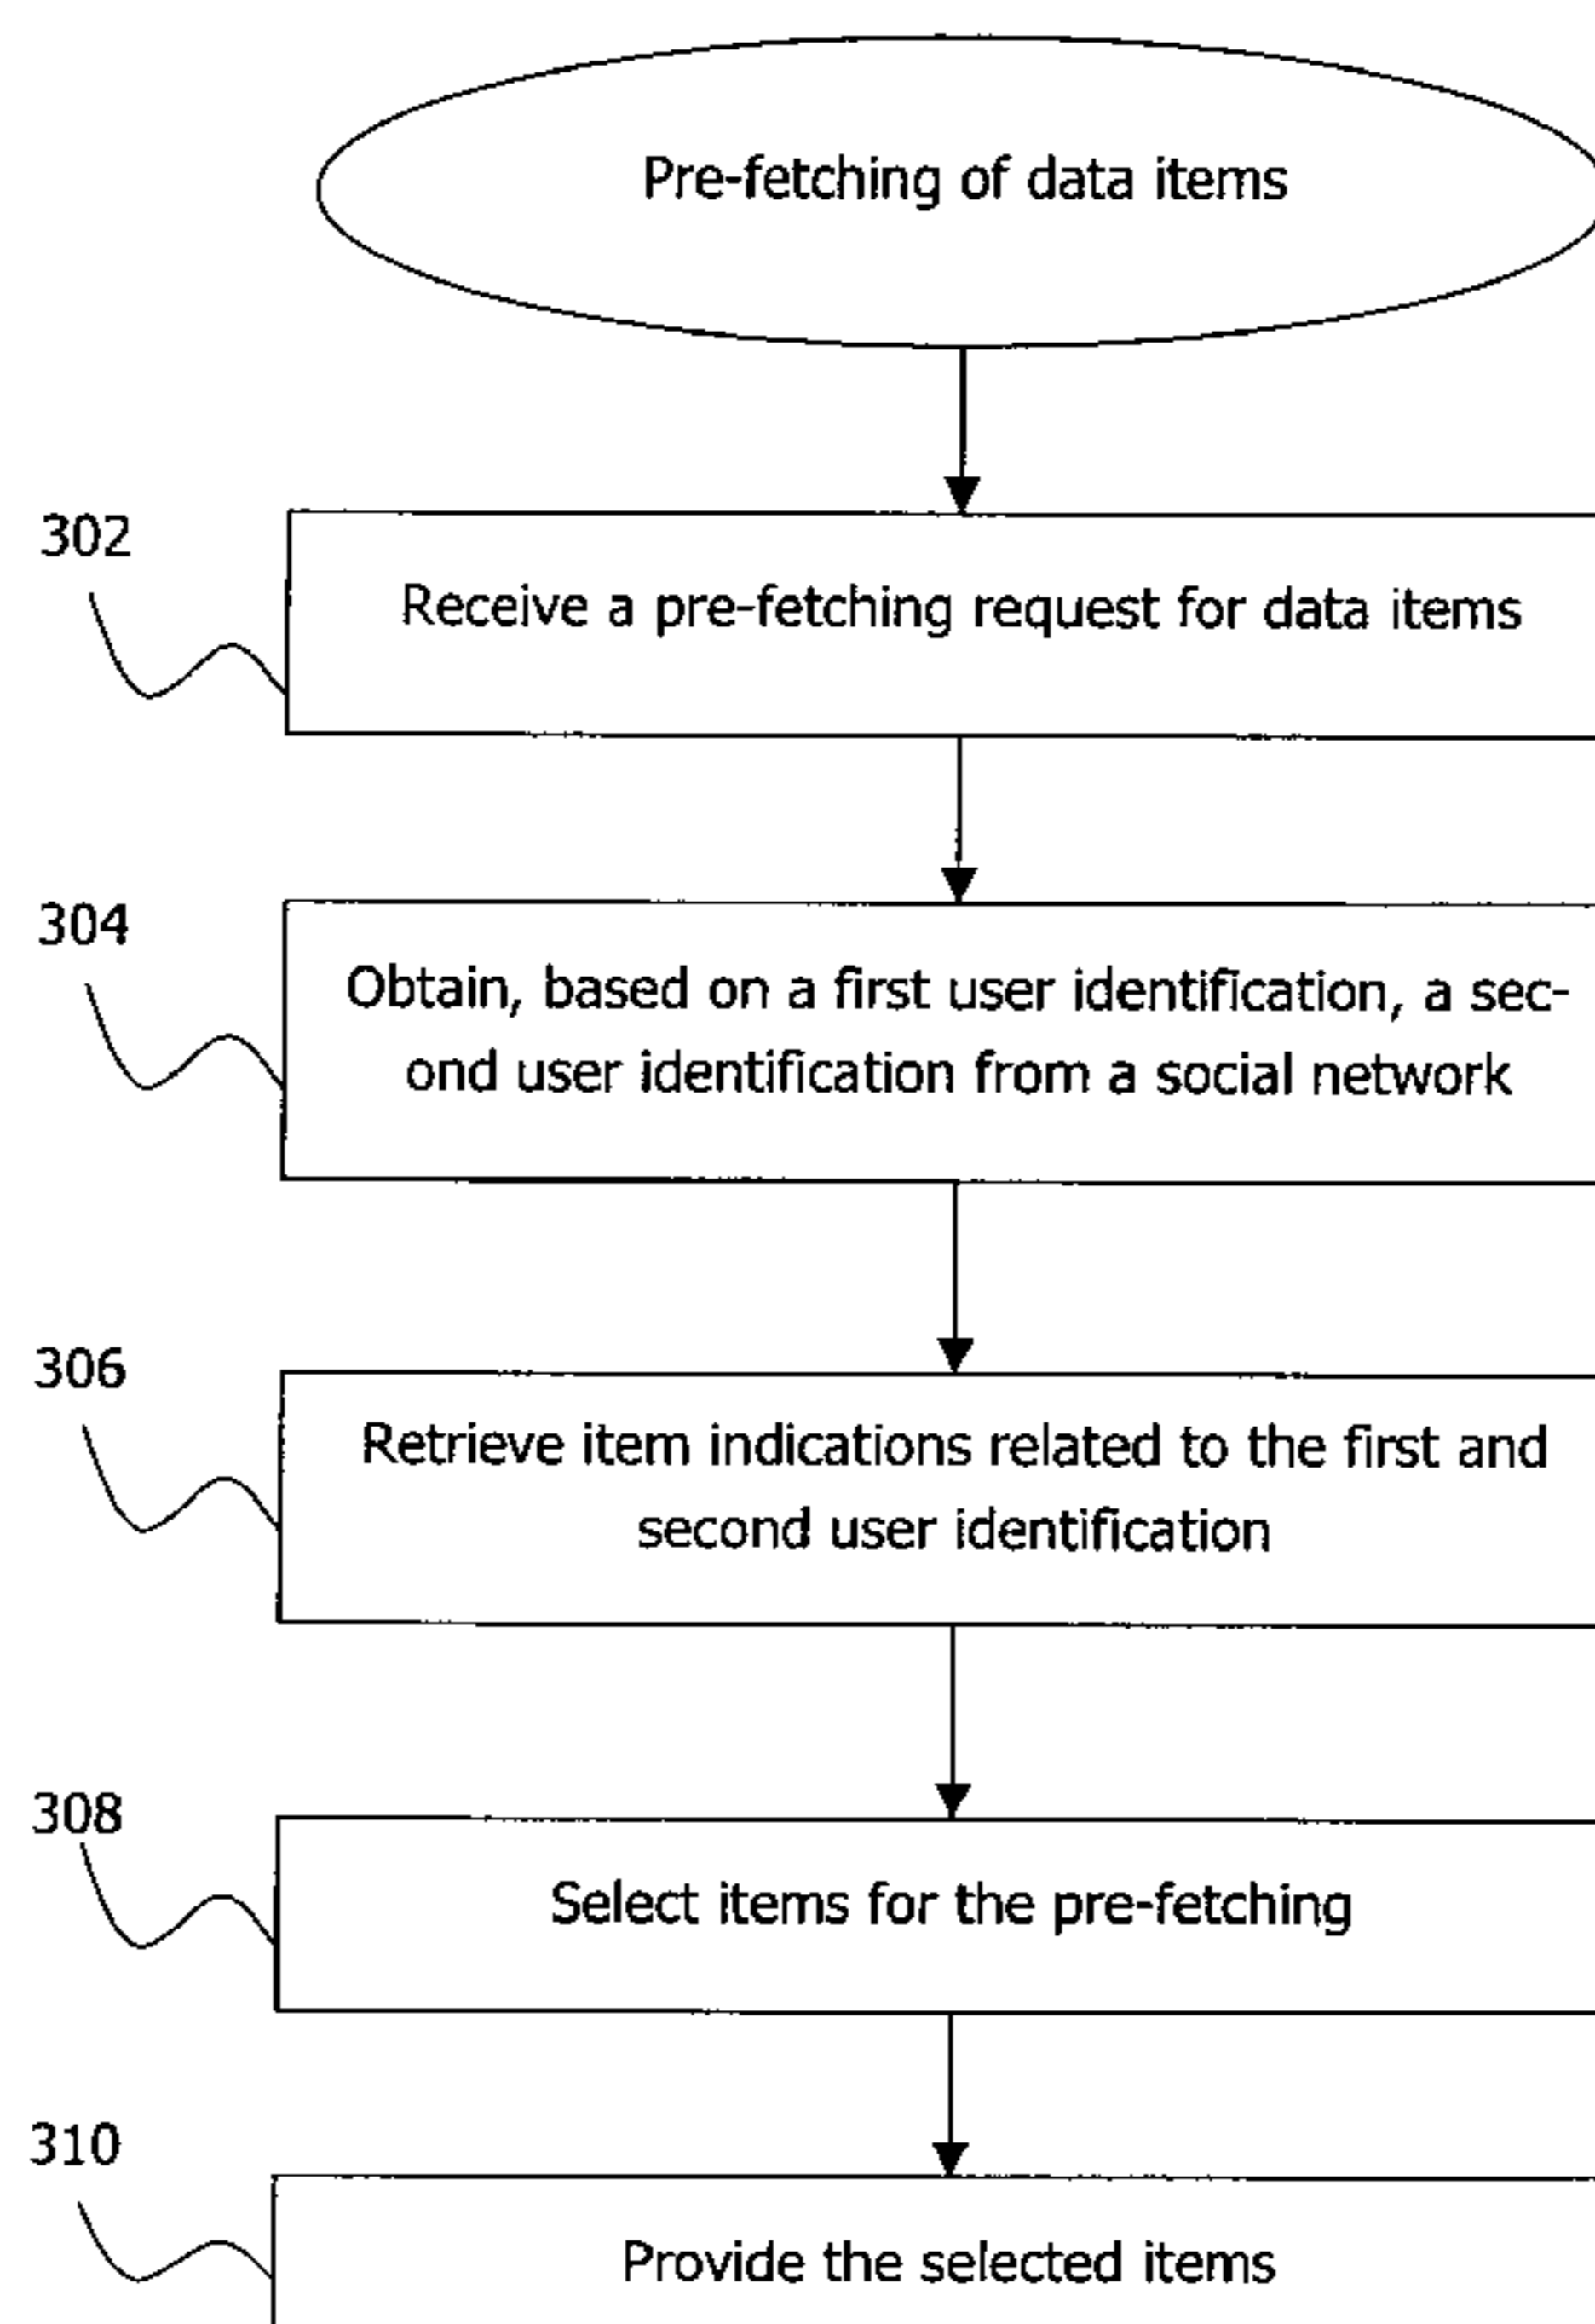 Pre-fetching of data items
302
Receive a pre-fetching request for data items
304
Obtain, based on a first user identification, a sec-
ond user identification from a social network
306
Retrieve item indications related to the first and
second user identification
308
Select items for the pre-fetching
310
Provide the selected items